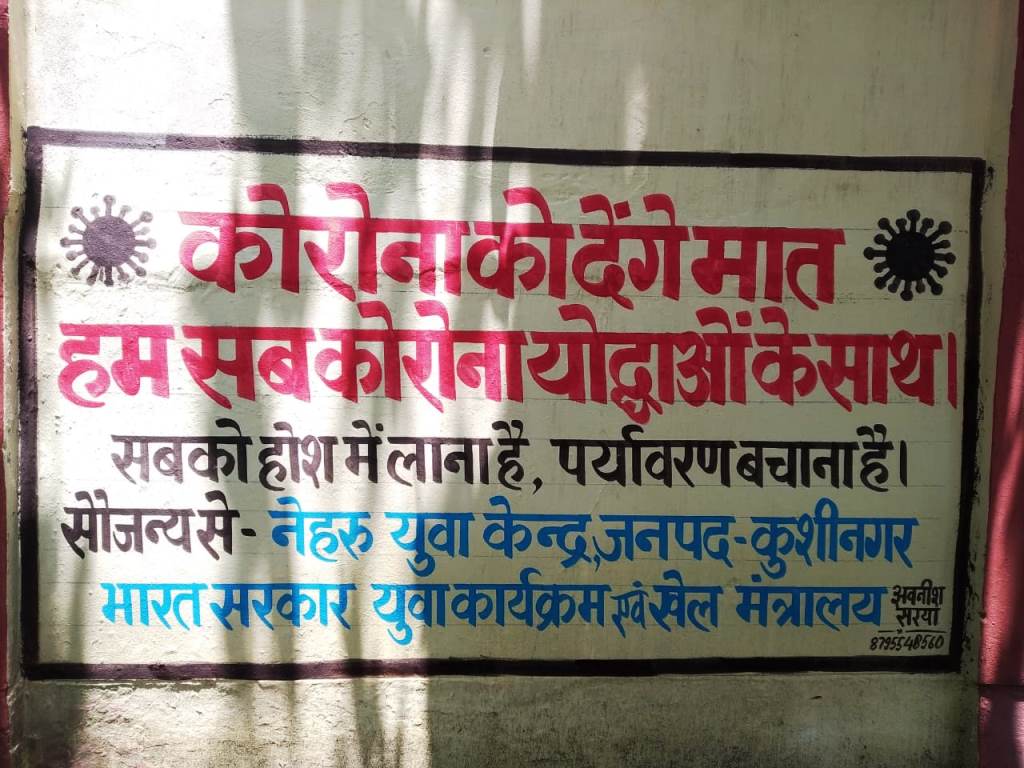 कोरोना को देंगे मात
हम सब कोरोना योद्धाओं के साथ।
सबको होश में लाना है, पर्यावरण बचाना है।
सौजन्य से - नेहरु युवा केन्द्र, जनपद - कुशीनगर
भारत सरकार युवा कार्यक्रम एवं खेल मंत्रालय
अवनीश
सरया
8795548560